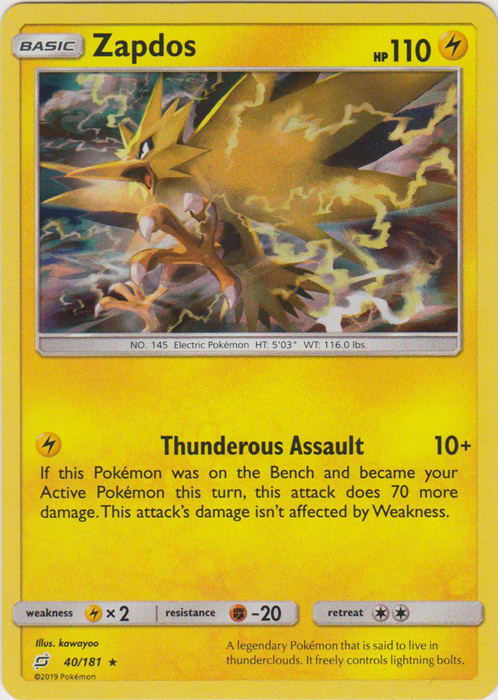 BASIC Zapdos HP 110
NO. 145 Electric Pokémon HT: 5'03" WT: 116.0 lbs.
Thunderous Assault 10+
If this Pokémon was on the Bench and became your
Active Pokémon this turn, this attack does 70 more
damage. This attack's damage isn't affected by Weakness.
weakness ×2 resistance -20 retreat
Illus. kawayoo
40/181 ★
©2019 Pokémon
A legendary Pokémon that is said to live in
thunderclouds. It freely controls lightning bolts.